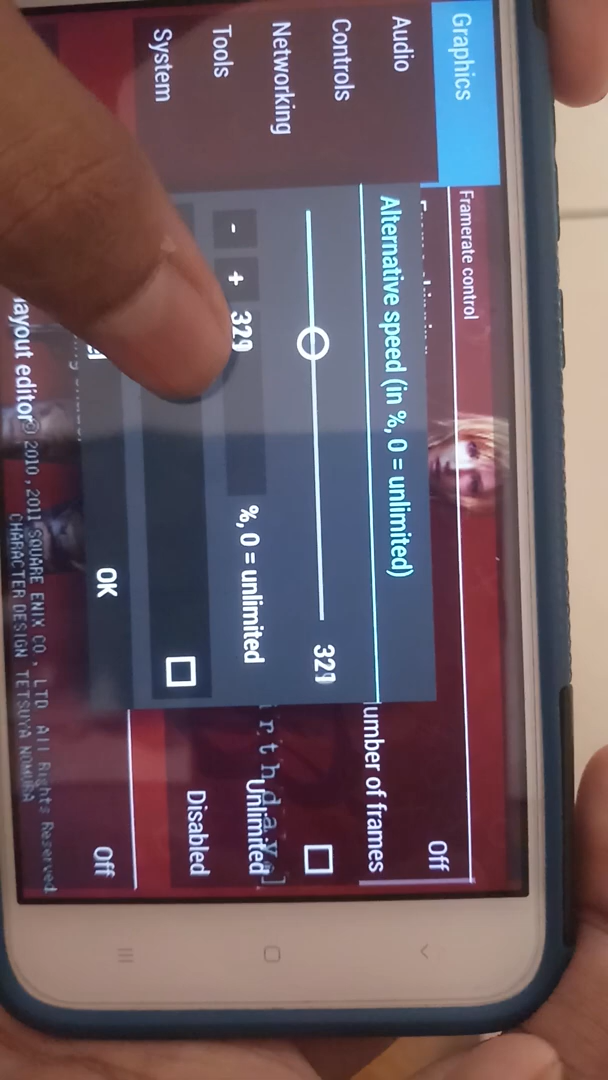 Graphics
Audio
Controls
Networking
Tools
System
Framerate control
Off
umber of frames
Alternative speed (in %, 0 = unlimited)
329
- + 329
%, 0 = unlimited
Unlimited
r t h d a y s ]
Disabled
OK
Off
layout editor
© 2010, 2011 SQUARE ENIX CO., LTD. All Rights Reserved.
CHARACTER DESIGN: TETSUYA NOMURA